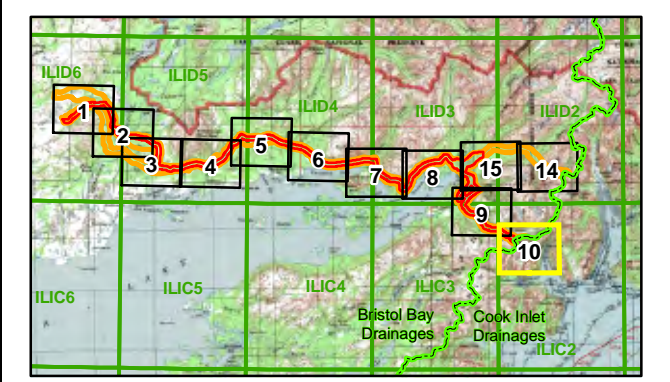 ILID6
ILID5
ILID4
ILID3
ILID2
1
2
3
4
5
6
7
8
15
14
9
10
ILIC6
ILIC5
ILIC4
ILIC3
ILIC2
LAKE
Bristol Bay
Drainages
Cook Inlet
Drainages